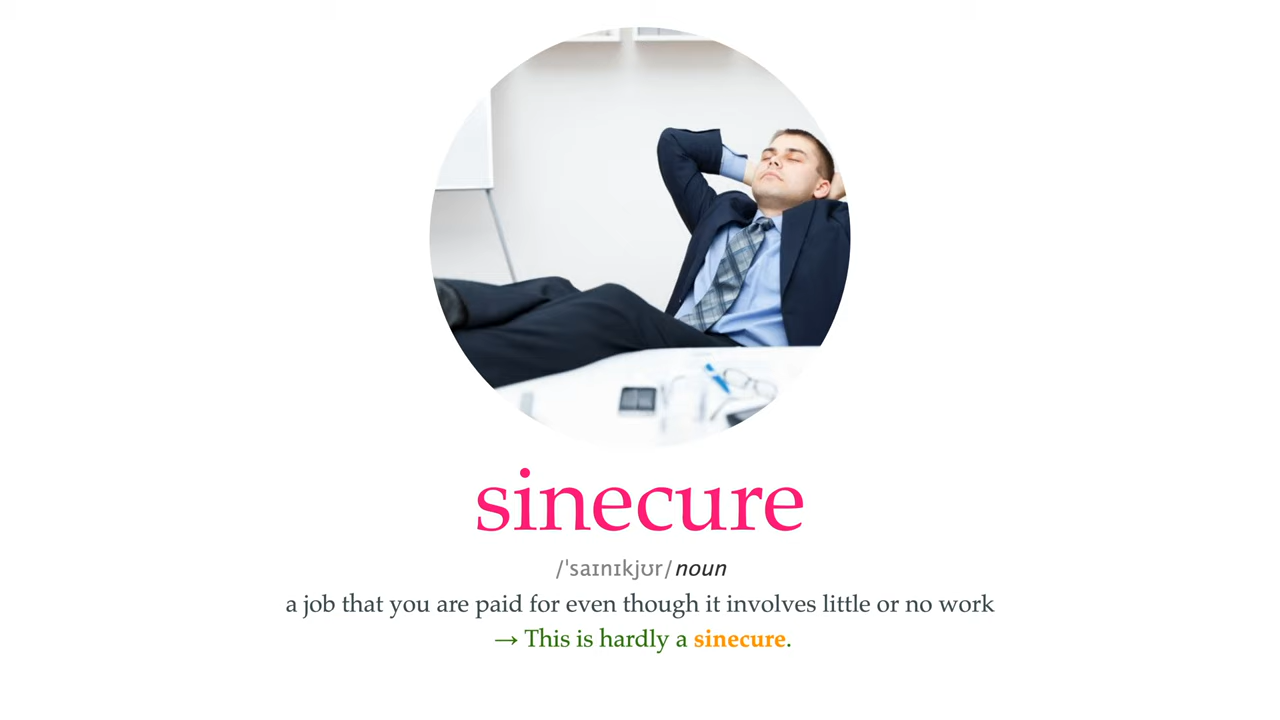 sinecure
/ˈsaɪnɪkjʊr/ noun
a job that you are paid for even though it involves little or no work
→ This is hardly a sinecure.